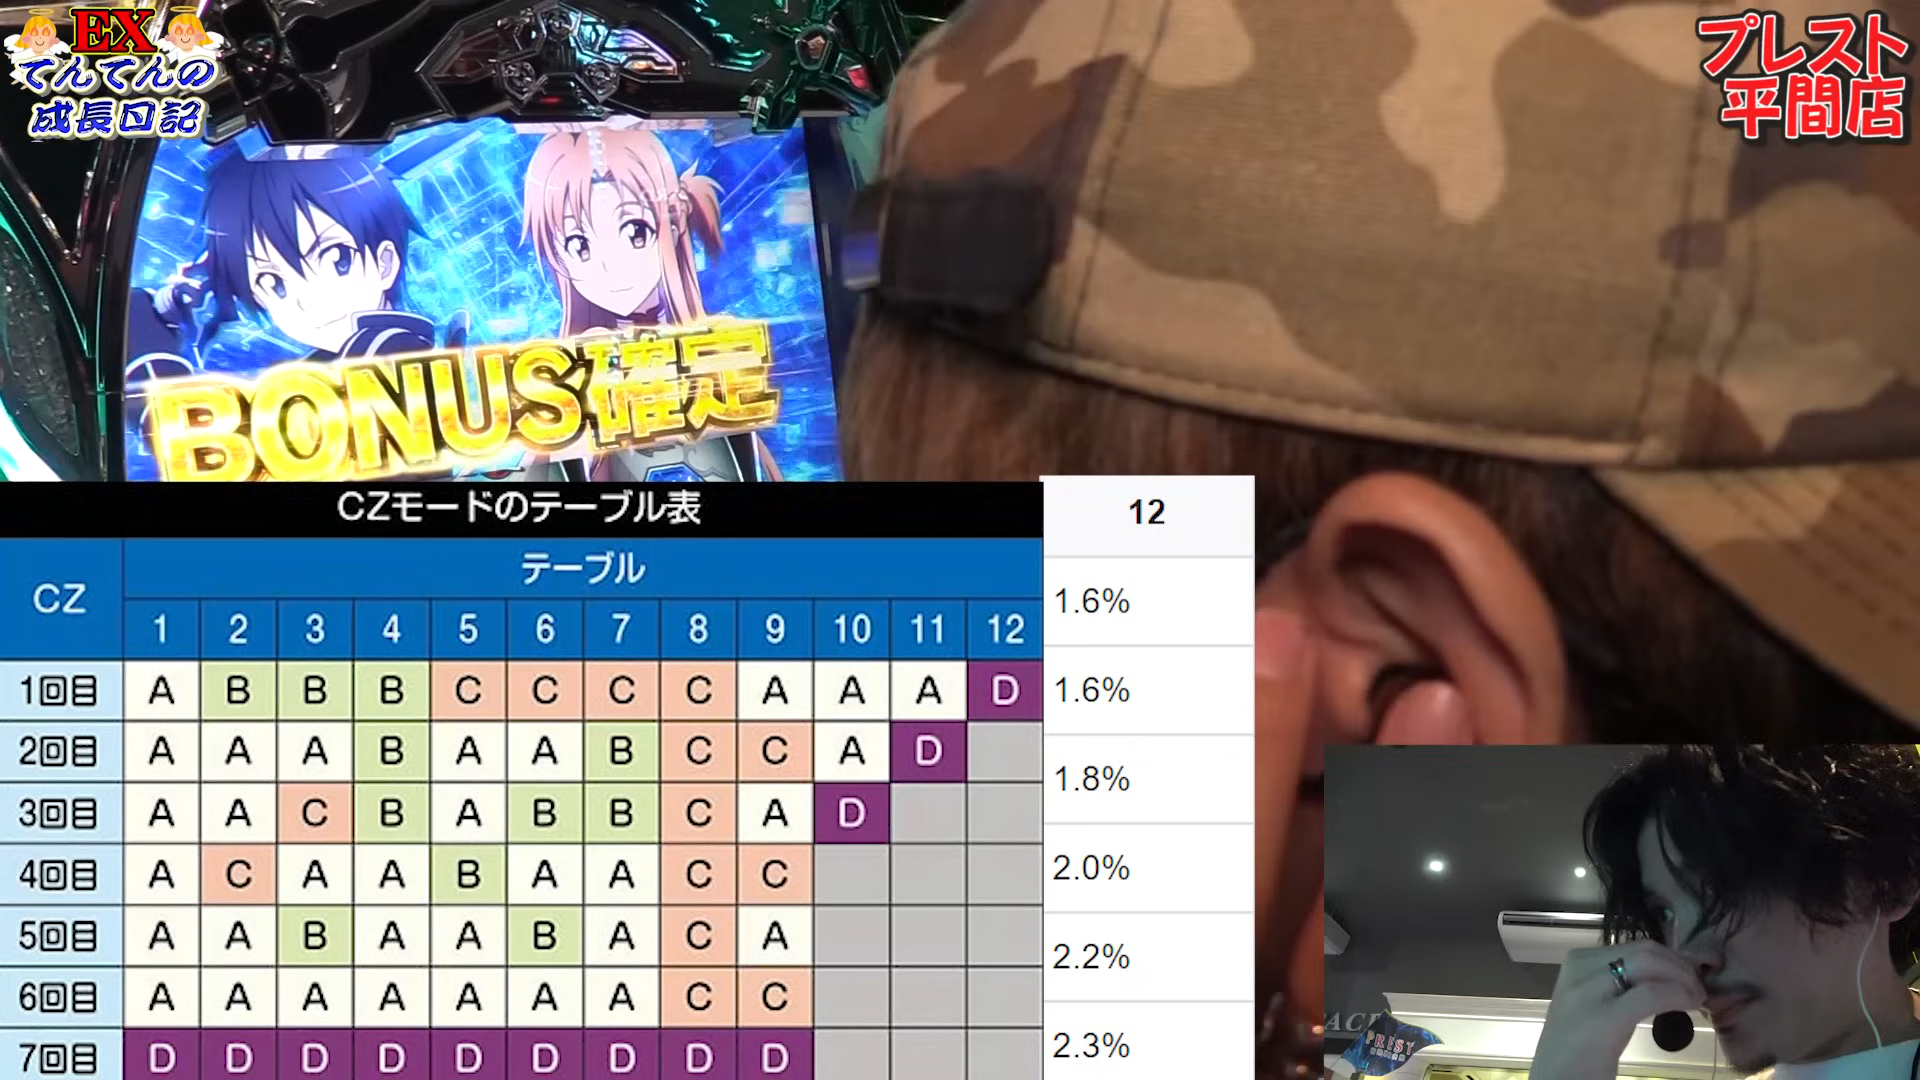 EX
てんてんの
成長日記
プレスト
平間店
BONUS確定
CZモードのテーブル表
CZ テーブル
1 2 3 4 5 6 7 8 9 10 11 12
1回目 A B B B C C C C A A A D
2回目 A A A B A A B C C A D
3回目 A A C B A B B C A D
4回目 A C A A B A A C C
5回目 A A B A A B A C A
6回目 A A A A A A A C C
7回目 D D D D D D D D D
12
1.6%
1.6%
1.8%
2.0%
2.2%
2.3%
PREST